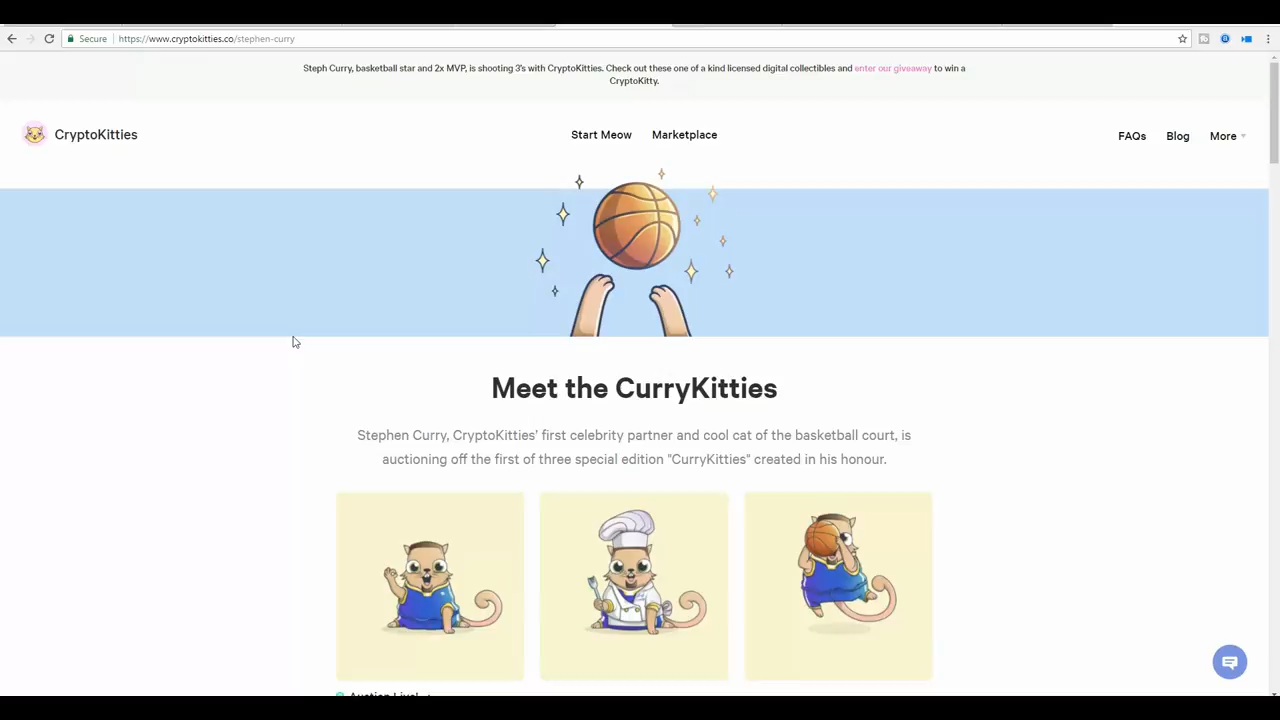 Secure
https://www.cryptokitties.co/stephen-curry
Steph Curry, basketball star and 2x MVP, is shooting 3's with CryptoKitties. Check out these one of a kind licensed digital collectibles and enter our giveaway to win a
CryptoKitty.
CryptoKitties
Start Meow
Marketplace
FAQs
Blog
More
Meet the CurryKitties
Stephen Curry, CryptoKitties' first celebrity partner and cool cat of the basketball court, is
auctioning off the first of three special edition "CurryKitties" created in his honour.